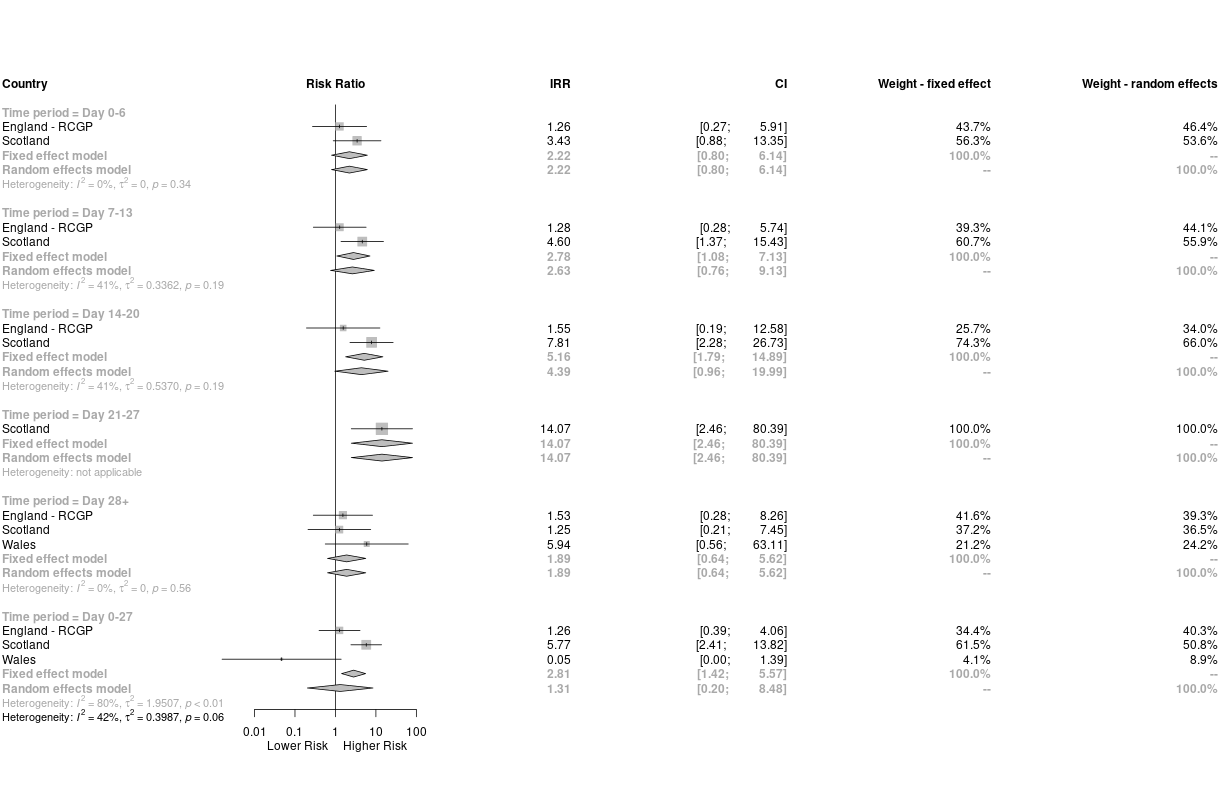 Country Risk Ratio IRR CI Weight - fixed effect Weight - random effects
Time period = Day 0-6
England - RCGP 1.26 [0.27; 5.91] 43.7% 46.4%
Scotland 3.43 [0.88; 13.35] 56.3% 53.6%
Fixed effect model 2.22 [0.80; 6.14] 100.0% --
Random effects model 2.22 [0.80; 6.14] -- 100.0%
Heterogeneity: I² = 0%, τ² = 0, p = 0.34
Time period = Day 7-13
England - RCGP 1.28 [0.28; 5.74] 39.3% 44.1%
Scotland 4.60 [1.37; 15.43] 60.7% 55.9%
Fixed effect model 2.78 [1.08; 7.13] 100.0% --
Random effects model 2.63 [0.76; 9.13] -- 100.0%
Heterogeneity: I² = 41%, τ² = 0.3362, p = 0.19
Time period = Day 14-20
England - RCGP 1.55 [0.19; 12.58] 25.7% 34.0%
Scotland 7.81 [2.28; 26.73] 74.3% 66.0%
Fixed effect model 5.16 [1.79; 14.89] 100.0% --
Random effects model 4.39 [0.96; 19.99] -- 100.0%
Heterogeneity: I² = 41%, τ² = 0.5370, p = 0.19
Time period = Day 21-27
Scotland 14.07 [2.46; 80.39] 100.0% 100.0%
Fixed effect model 14.07 [2.46; 80.39] 100.0% --
Random effects model 14.07 [2.46; 80.39] -- 100.0%
Heterogeneity: not applicable
Time period = Day 28+
England - RCGP 1.53 [0.28; 8.26] 41.6% 39.3%
Scotland 1.25 [0.21; 7.45] 37.2% 36.5%
Wales 5.94 [0.56; 63.11] 21.2% 24.2%
Fixed effect model 1.89 [0.64; 5.62] 100.0% --
Random effects model 1.89 [0.64; 5.62] -- 100.0%
Heterogeneity: I² = 0%, τ² = 0, p = 0.56
Time period = Day 0-27
England - RCGP 1.26 [0.39; 4.06] 34.4% 40.3%
Scotland 5.77 [2.41; 13.82] 61.5% 50.8%
Wales 0.05 [0.00; 1.39] 4.1% 8.9%
Fixed effect model 2.81 [1.42; 5.57] 100.0% --
Random effects model 1.31 [0.20; 8.48] -- 100.0%
Heterogeneity: I² = 80%, τ² = 1.9507, p < 0.01
Heterogeneity: I² = 42%, τ² = 0.3987, p = 0.06
0.01 0.1 1 10 100
Lower Risk Higher Risk